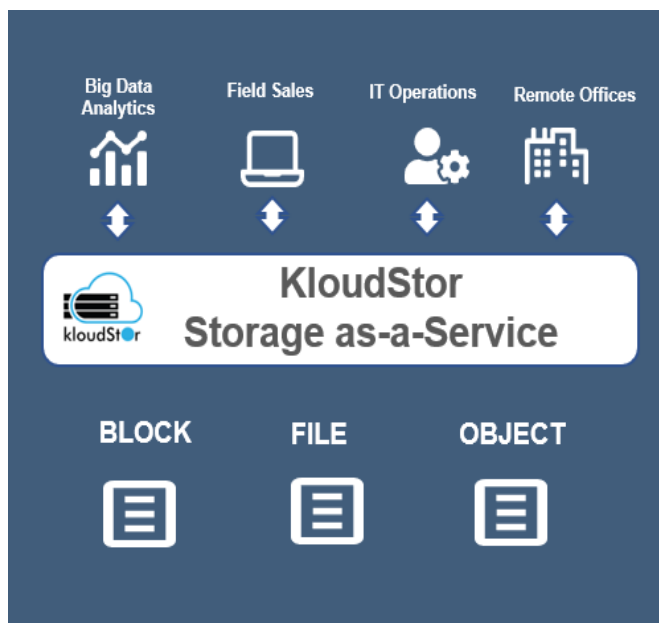 Big Data
Analytics
Field Sales
IT Operations
Remote Offices
KloudStor
Storage as-a-Service
kloudStor
BLOCK
FILE
OBJECT